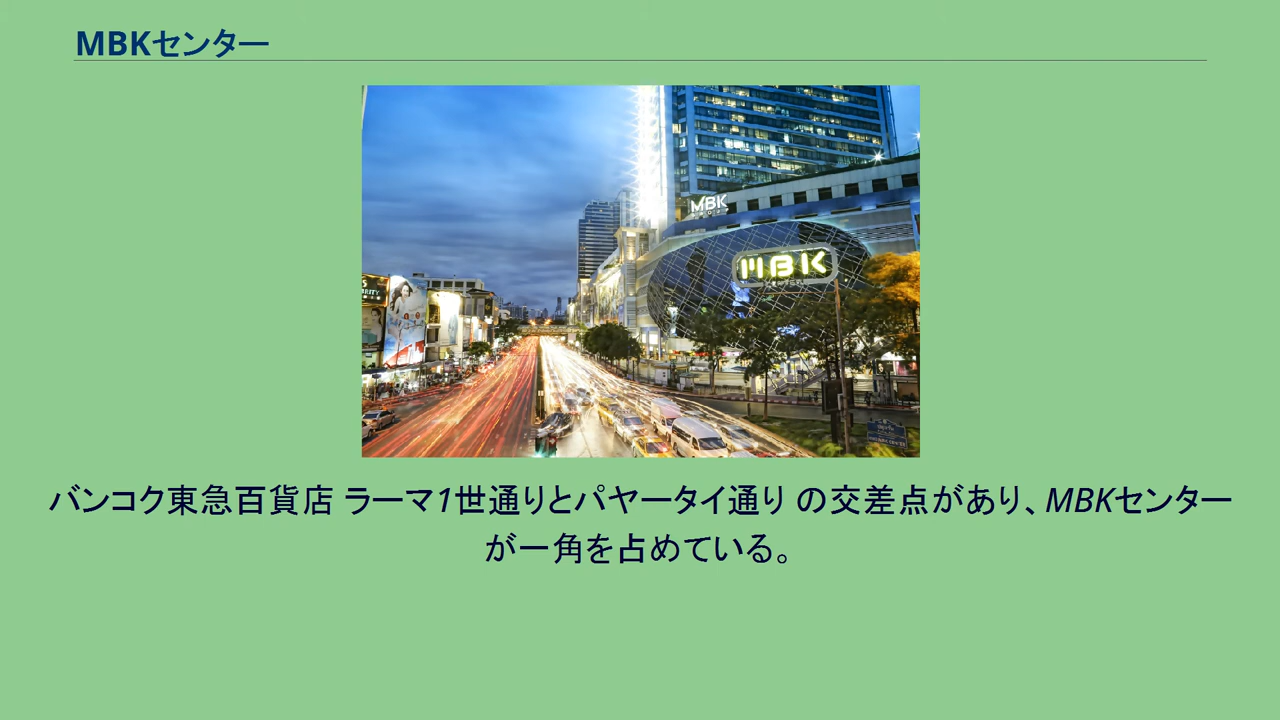 MBKセンター
MBK
MBK
バンコク東急百貨店 ラーマ1世通りとパヤータイ通り の交差点があり、MBKセンター
が一角を占めている。